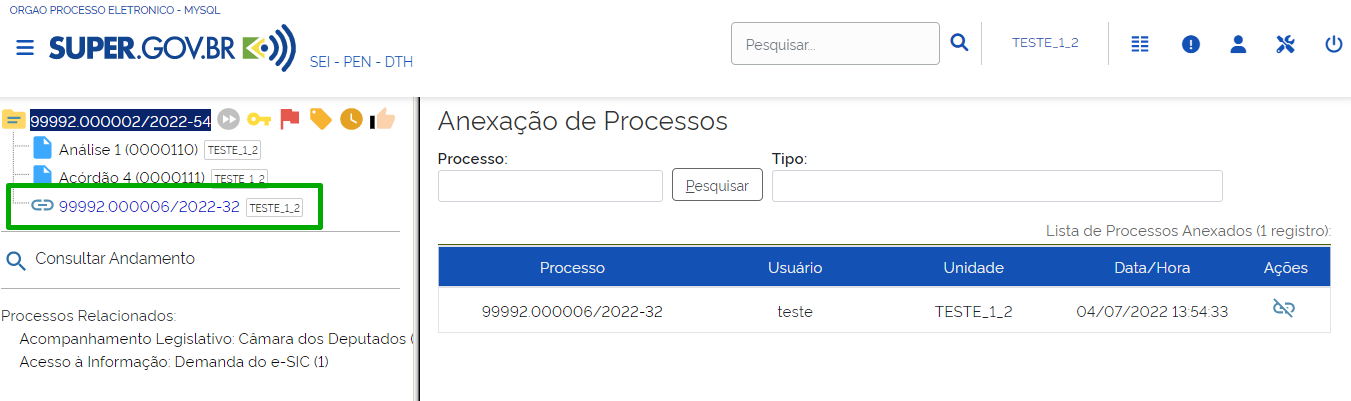 ORGAO PROCESSO ELETRONICO - MYSQL
SUPER.GOV.BR
SEI - PEN - DTH
Pesquisar...
TESTE_1_2
99992.000002/2022-54
Análise 1 (0000110) TESTE_1_2
Acórdão 4 (0000111) TESTE_1_2
99992.000006/2022-32 TESTE_1_2
Consultar Andamento
Processos Relacionados:
Acompanhamento Legislativo: Câmara dos Deputados (
Acesso à Informação: Demanda do e-SIC (1)
Anexação de Processos
Processo: Tipo:
Pesquisar
Lista de Processos Anexados (1 registro):
Processo Usuário Unidade Data/Hora Ações
99992.000006/2022-32 teste TESTE_1_2 04/07/2022 13:54:33